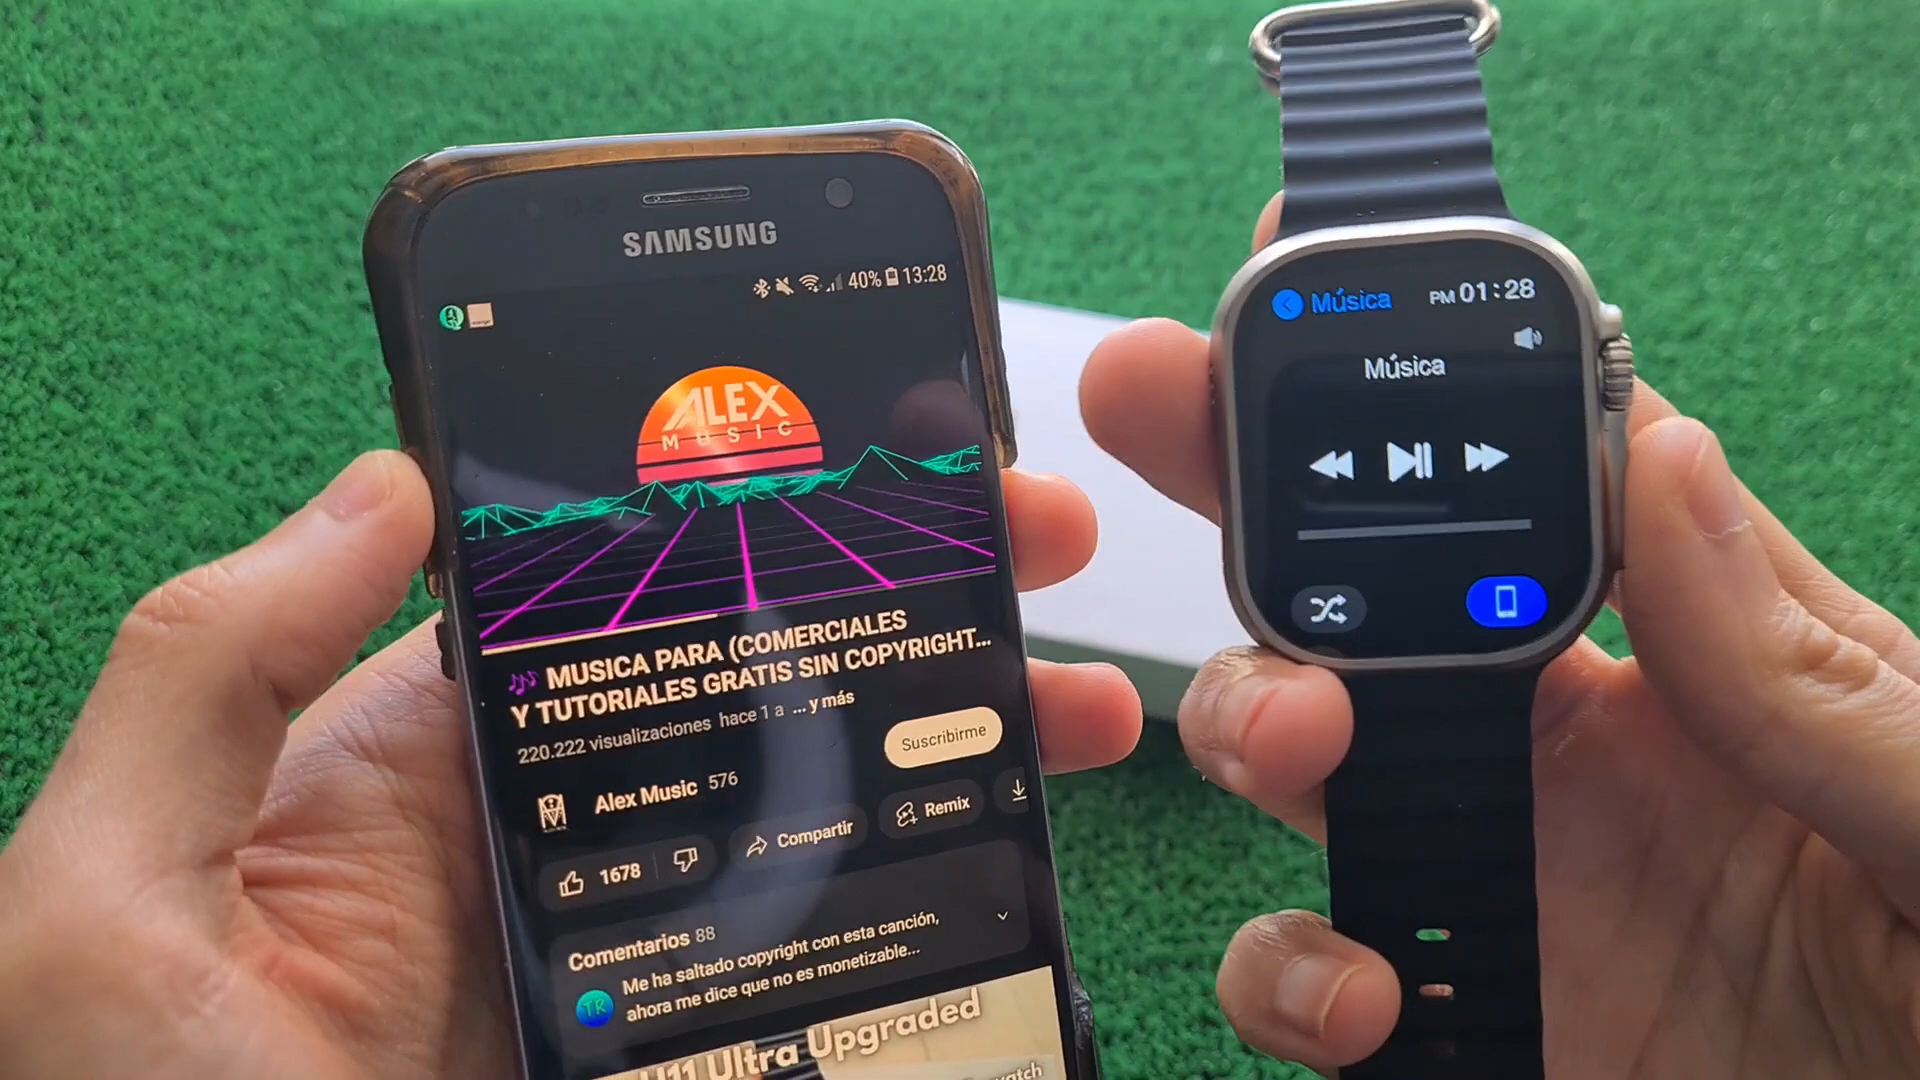 SAMSUNG
40% 13:28
ALEX
MUSIC
MUSICA PARA (COMERCIALES
Y TUTORIALES GRATIS SIN COPYRIGHT...
220.222 visualizaciones hace 1 a ... y más
Suscribirme
Alex Music 576
1678
Compartir
Remix
Comentarios 88
TR
Me ha saltado copyright con esta canción,
ahora me dice que no es monetizable...
Ultra Upgraded
Música PM 01:28
Música